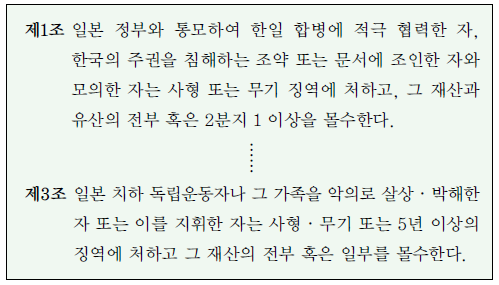 제1조 일본 정부와 통모하여 한일 합병에 적극 협력한 자,
한국의 주권을 침해하는 조약 또는 문서에 조인한 자와
모의한 자는 사형 또는 무기 징역에 처하고, 그 재산과
유산의 전부 혹은 2분지 1 이상을 몰수한다.
⋮
제3조 일본 치하 독립운동자나 그 가족을 악의로 살상·박해한
자 또는 이를 지휘한 자는 사형·무기 또는 5년 이상의
징역에 처하고 그 재산의 전부 혹은 일부를 몰수한다.